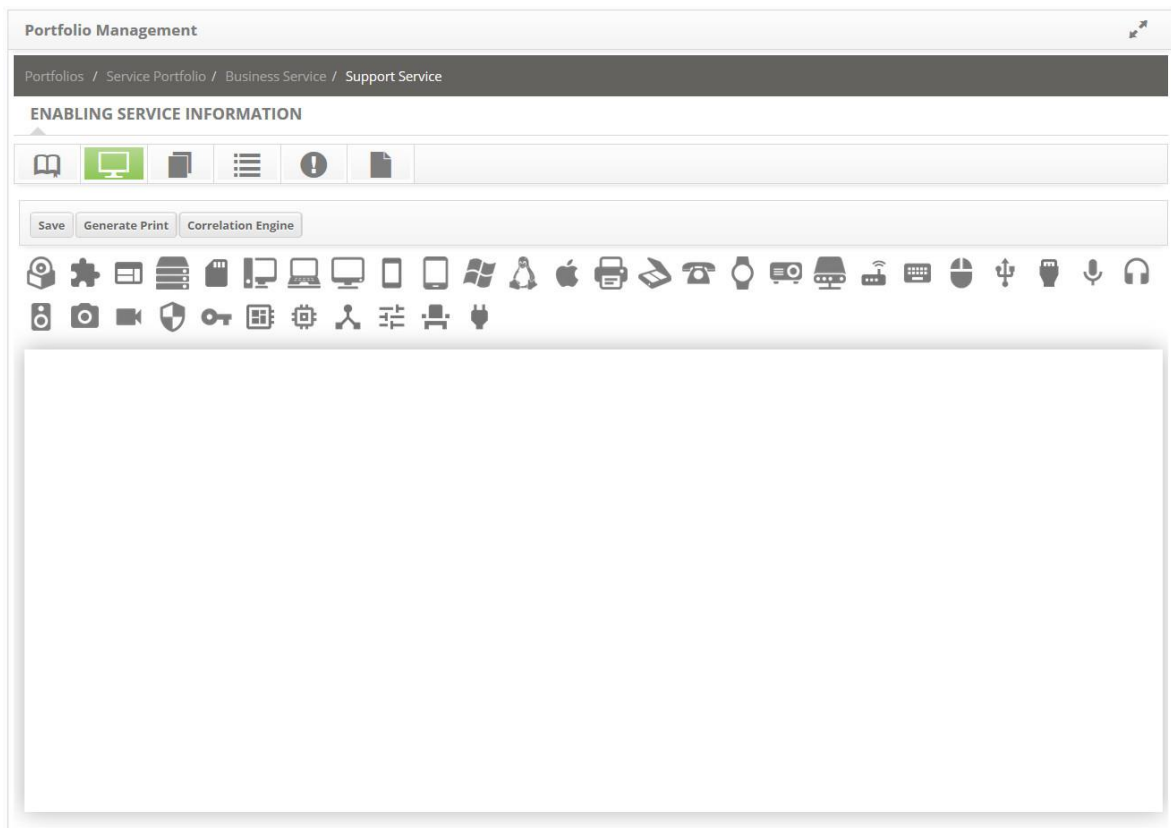 Portfolio Management
Portfolios / Service Portfolio / Business Service / Support Service
ENABLING SERVICE INFORMATION
Save Generate Print Correlation Engine